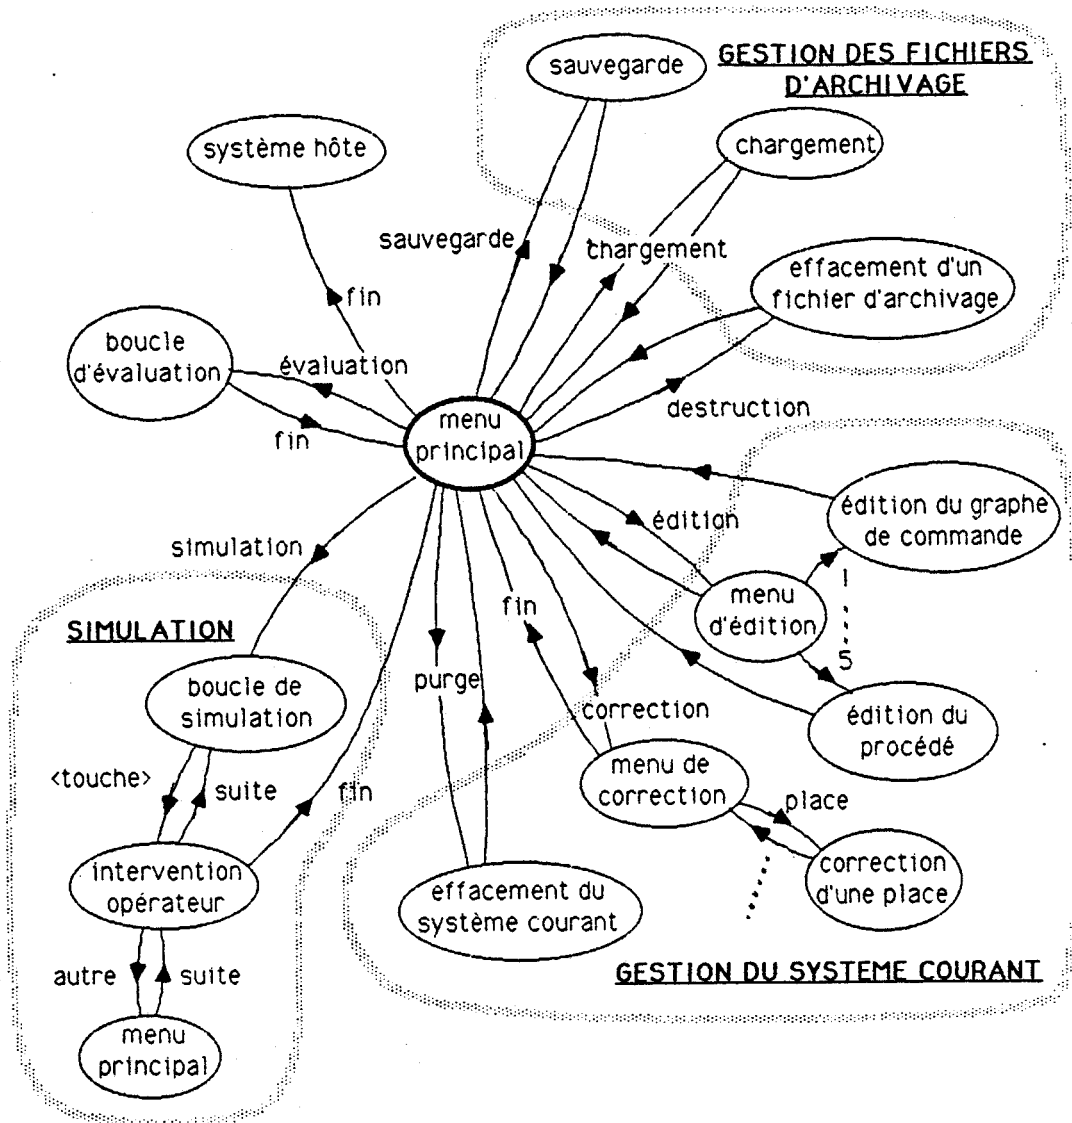 sauvegarde
GESTION DES FICHIERS
D'ARCHIVAGE
système hôte
chargement
sauvegarde
chargement
effacement d'un
fichier d'archivage
fin
boucle
d'évaluation
évaluation
fin
destruction
menu
principal
édition du graphe
de commande
édition
simulation
SIMULATION
fin
menu
d'édition
1
5
boucle de
simulation
purge
correction
édition du
procédé
<touche>
suite
fin
menu de
correction
place
intervention
opérateur
effacement du
système courant
correction
d'une place
autre
suite
GESTION DU SYSTEME COURANT
menu
principal